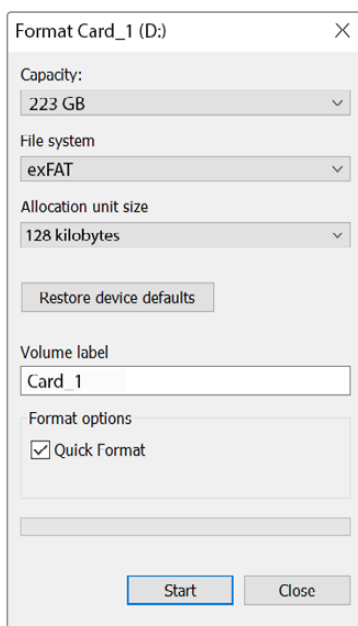 Format Card_1 (D:)
Capacity:
223 GB
File system
exFAT
Allocation unit size
128 kilobytes
Restore device defaults
Volume label
Card_1
Format options
Quick Format
Start
Close